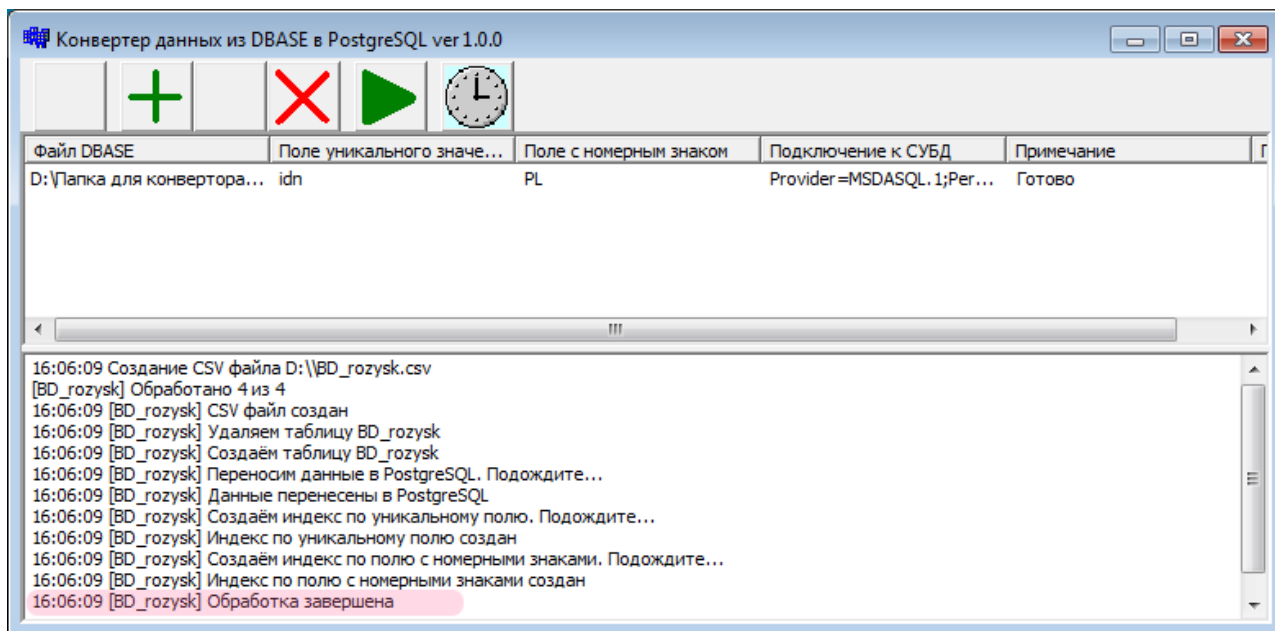 Конвертер данных из DBASE в PostgreSQL ver 1.0.0
Файл DBASE Поле уникального значе... Поле с номерным знаком Подключение к СУБД Примечание
D:\Папка для конвертора... idn PL Provider=MSDASQL.1;Per... Готово
16:06:09 Создание CSV файла D:\\BD_rozysk.csv
[BD_rozysk] Обработано 4 из 4
16:06:09 [BD_rozysk] CSV файл создан
16:06:09 [BD_rozysk] Удаляем таблицу BD_rozysk
16:06:09 [BD_rozysk] Создаём таблицу BD_rozysk
16:06:09 [BD_rozysk] Переносим данные в PostgreSQL. Подождите...
16:06:09 [BD_rozysk] Данные перенесены в PostgreSQL
16:06:09 [BD_rozysk] Создаём индекс по уникальному полю. Подождите...
16:06:09 [BD_rozysk] Индекс по уникальному полю создан
16:06:09 [BD_rozysk] Создаём индекс по полю с номерными знаками. Подождите...
16:06:09 [BD_rozysk] Индекс по полю с номерными знаками создан
16:06:09 [BD_rozysk] Обработка завершена